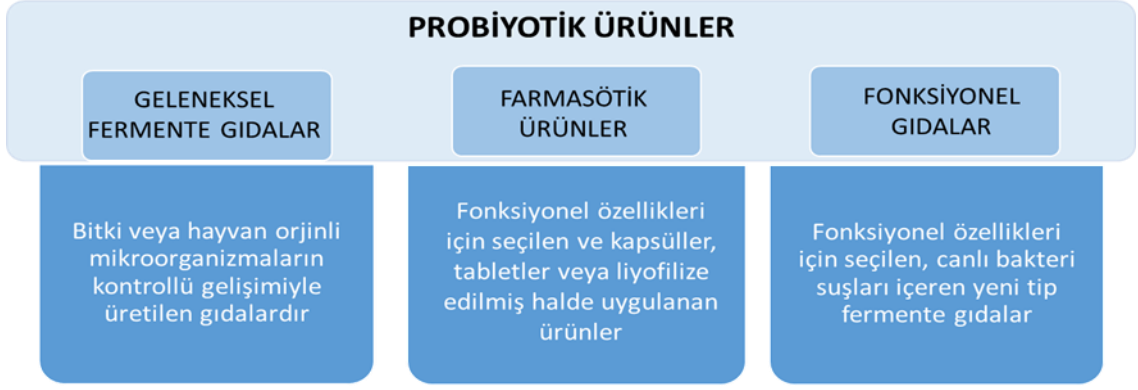 PROBİYOTİK ÜRÜNLER
GELENEKSEL
FERMENTE GIDALAR
Bitki veya hayvan orjinli
mikroorganizmaların
kontrollü gelişimiyle
üretilen gıdalardır
FARMASÖTİK
ÜRÜNLER
Fonksiyonel özellikleri
için seçilen ve kapsüller,
tabletler veya liyofilize
edilmiş halde uygulanan
ürünler
FONKSİYONEL
GIDALAR
Fonksiyonel özellikleri
için seçilen, canlı bakteri
suşları içeren yeni tip
fermente gıdalar